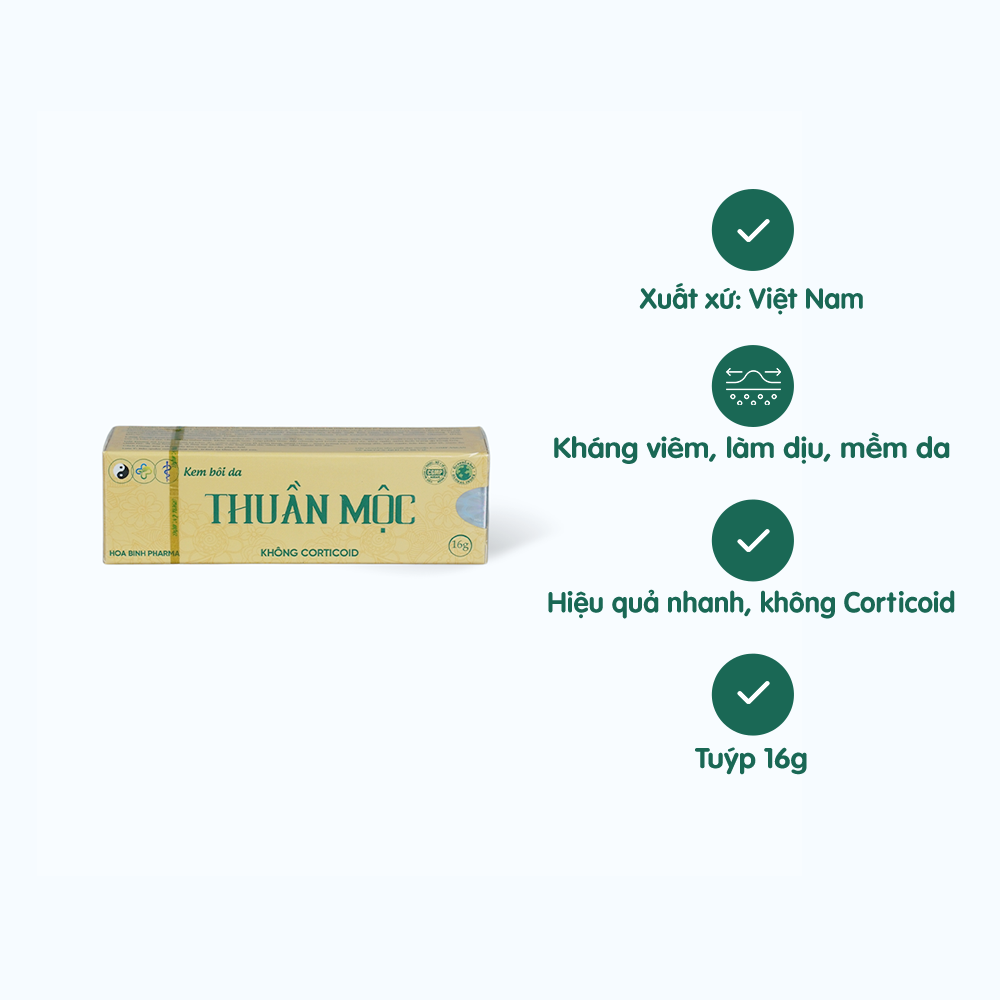 Kem bôi da
THUẦN MỘC
KHÔNG CORTICOID
HOA BINH PHARMA
16g
Xuất xứ: Việt Nam
Kháng viêm, làm dịu, mềm da
Hiệu quả nhanh, không Corticoid
Tuýp 16g